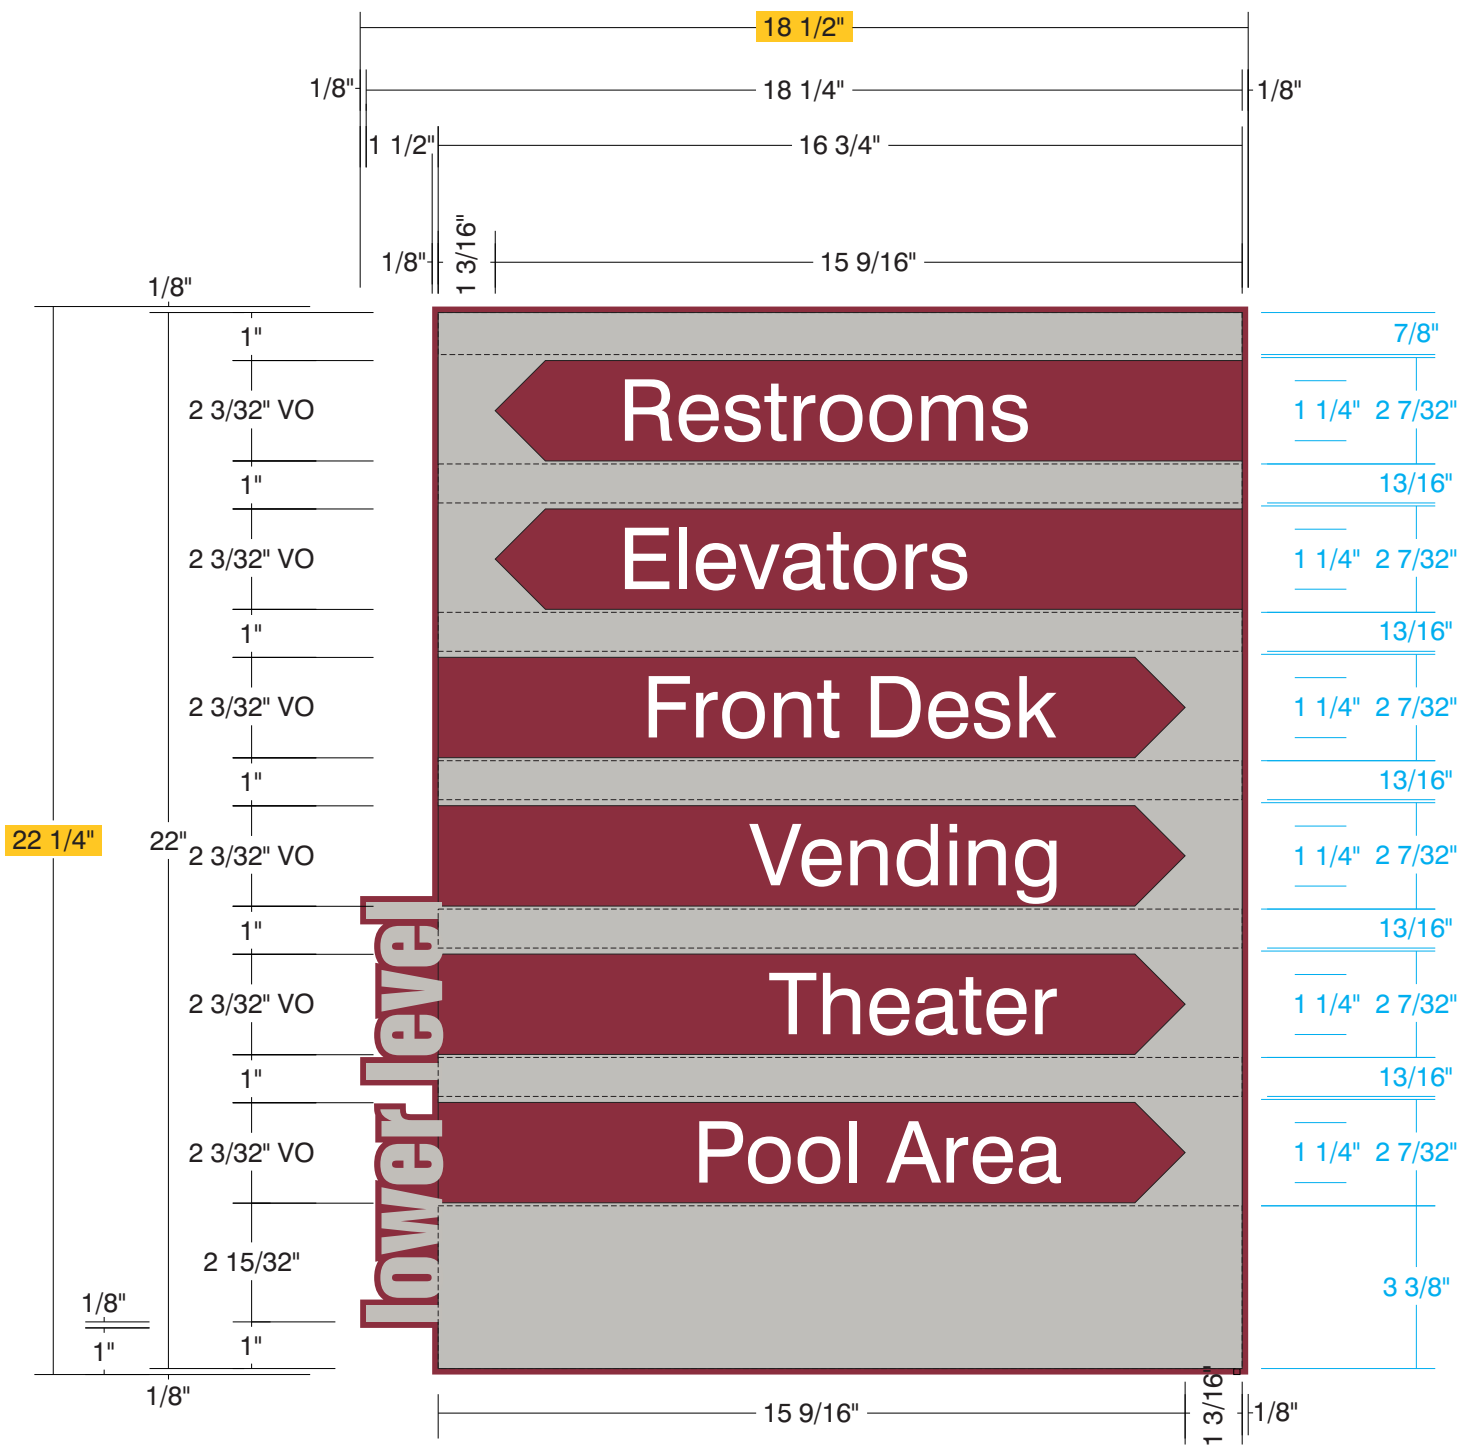 18 1/2"
1/8" 18 1/4" 1/8"
1 1/2" 16 3/4"
1/8" 1 3/16" 15 9/16"
1/8"
1" 7/8"
2 3/32" VO Restrooms 1 1/4" 2 7/32"
1" 13/16"
2 3/32" VO Elevators 1 1/4" 2 7/32"
1" 13/16"
2 3/32" VO Front Desk 1 1/4" 2 7/32"
1" 13/16"
22 1/4" 22" 2 3/32" VO Vending 1 1/4" 2 7/32"
1" 13/16"
2 3/32" VO Theater 1 1/4" 2 7/32"
1" 13/16"
2 3/32" VO Pool Area 1 1/4" 2 7/32"
lower level
2 15/32" 3 3/8"
1/8"
1" 1"
1/8"
15 9/16" 1 3/16" 1/8"